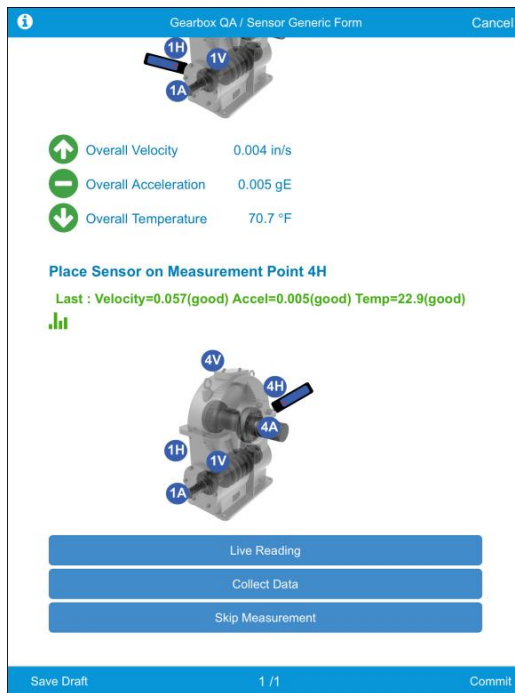 Gearbox QA / Sensor Generic Form
Cancel
1H
1V
1A
Overall Velocity 0.004 in/s
Overall Acceleration 0.005 gE
Overall Temperature 70.7 °F
Place Sensor on Measurement Point 4H
Last : Velocity=0.057(good) Accel=0.005(good) Temp=22.9(good)
4V
4H
4A
1H
1V
1A
Live Reading
Collect Data
Skip Measurement
Save Draft 1 /1 Commit